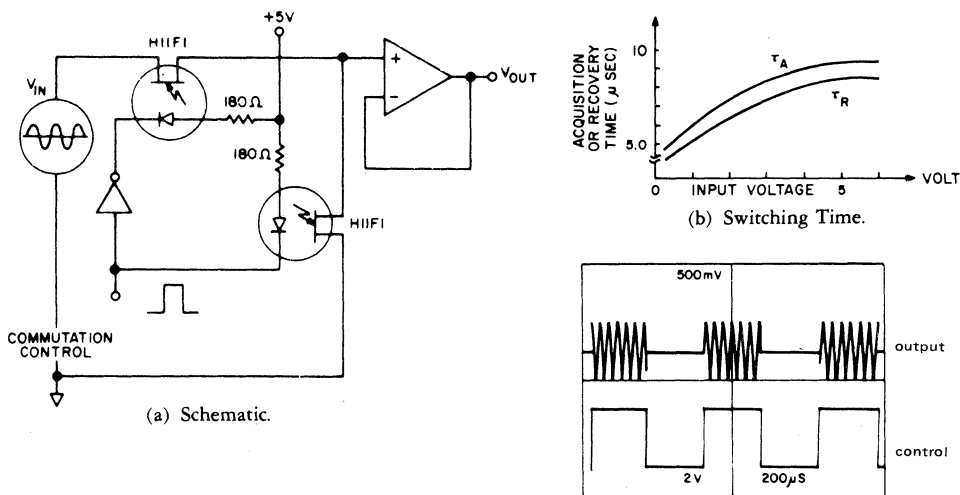 H11F1
+5V
VIN
180Ω
180Ω
H11F1
+
−
VOUT
COMMUTATION
CONTROL
(a) Schematic.
ACQUISITION
OR RECOVERY
TIME (μSEC)
10
5.0
τA
τR
0 INPUT VOLTAGE 5 VOLT
(b) Switching Time.
500mV
output
control
2V 200μS